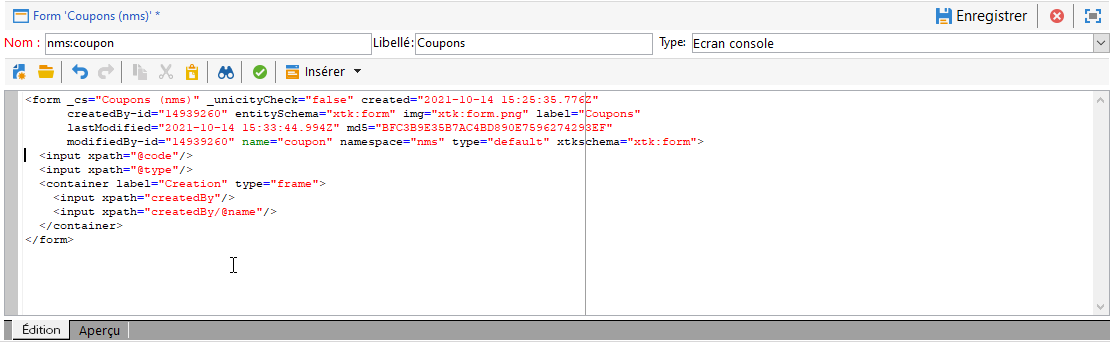 Form 'Coupons (nms)' *
Enregistrer
Nom : nms:coupon Libellé: Coupons Type: Ecran console
Insérer
<form _cs="Coupons (nms)" _unicityCheck="false" created="2021-10-14 15:25:35.776Z"
createdBy-id="14939260" entitySchema="xtk:form" img="xtk:form.png" label="Coupons"
lastModified="2021-10-14 15:33:44.994Z" md5="BFC3B9E35B7AC4BD890E7596274293EF"
modifiedBy-id="14939260" name="coupon" namespace="nms" type="default" xtkschema="xtk:form">
<input xpath="@code"/>
<input xpath="@type"/>
<container label="Creation" type="frame">
<input xpath="createdBy"/>
<input xpath="createdBy/@name"/>
</container>
</form>
Édition Aperçu